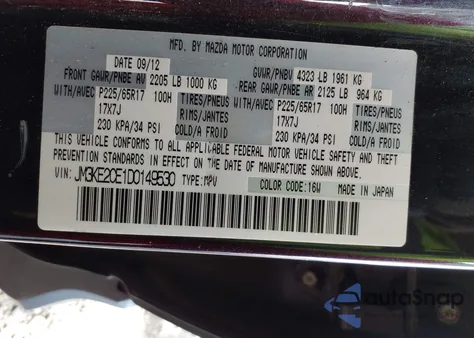 MFD. BY MAZDA MOTOR CORPORATION
DATE 09/12 GVWR/PNBV 4323 LB 1961 KG
FRONT GAWR/PNBE AV 2205 LB 1000 KG REAR GAWR/PNBE AR 2125 LB 964 KG
WITH/AVEC P225/65R17 100H TIRES/PNEUS WITH/AVEC P225/65R17 100H TIRES/PNEUS
17X7J RIMS/JANTES 17X7J RIMS/JANTES
230 KPA/34 PSI COLD/A FROID 230 KPA/34 PSI COLD/A FROID
THIS VEHICLE CONFORMS TO ALL APPLICABLE FEDERAL MOTOR VEHICLE SAFETY AND THEFT
PREVENTION STANDARDS IN EFFECT ON THE DATE OF MANUFACTURE SHOWN ABOVE.
VIN: JM3KE2CE1D0149530 TYPE: MPV COLOR CODE: 16W MADE IN JAPAN
autoSnap